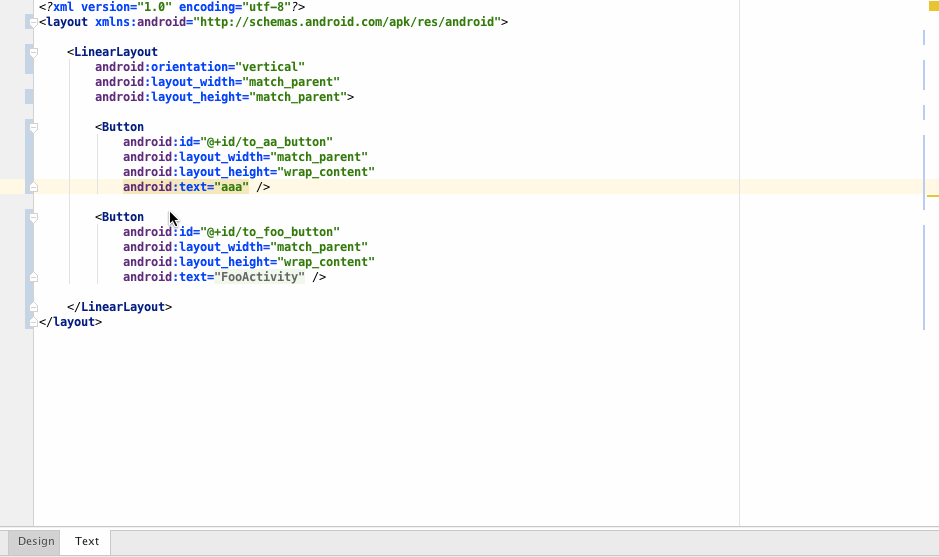 <?xml version="1.0" encoding="utf-8"?>
<layout xmlns:android="http://schemas.android.com/apk/res/android">
<LinearLayout
android:orientation="vertical"
android:layout_width="match_parent"
android:layout_height="match_parent">
<Button
android:id="@+id/to_aa_button"
android:layout_width="match_parent"
android:layout_height="wrap_content"
android:text="aaa" />
<Button
android:id="@+id/to_foo_button"
android:layout_width="match_parent"
android:layout_height="wrap_content"
android:text="FooActivity" />
</LinearLayout>
</layout>
Design Text